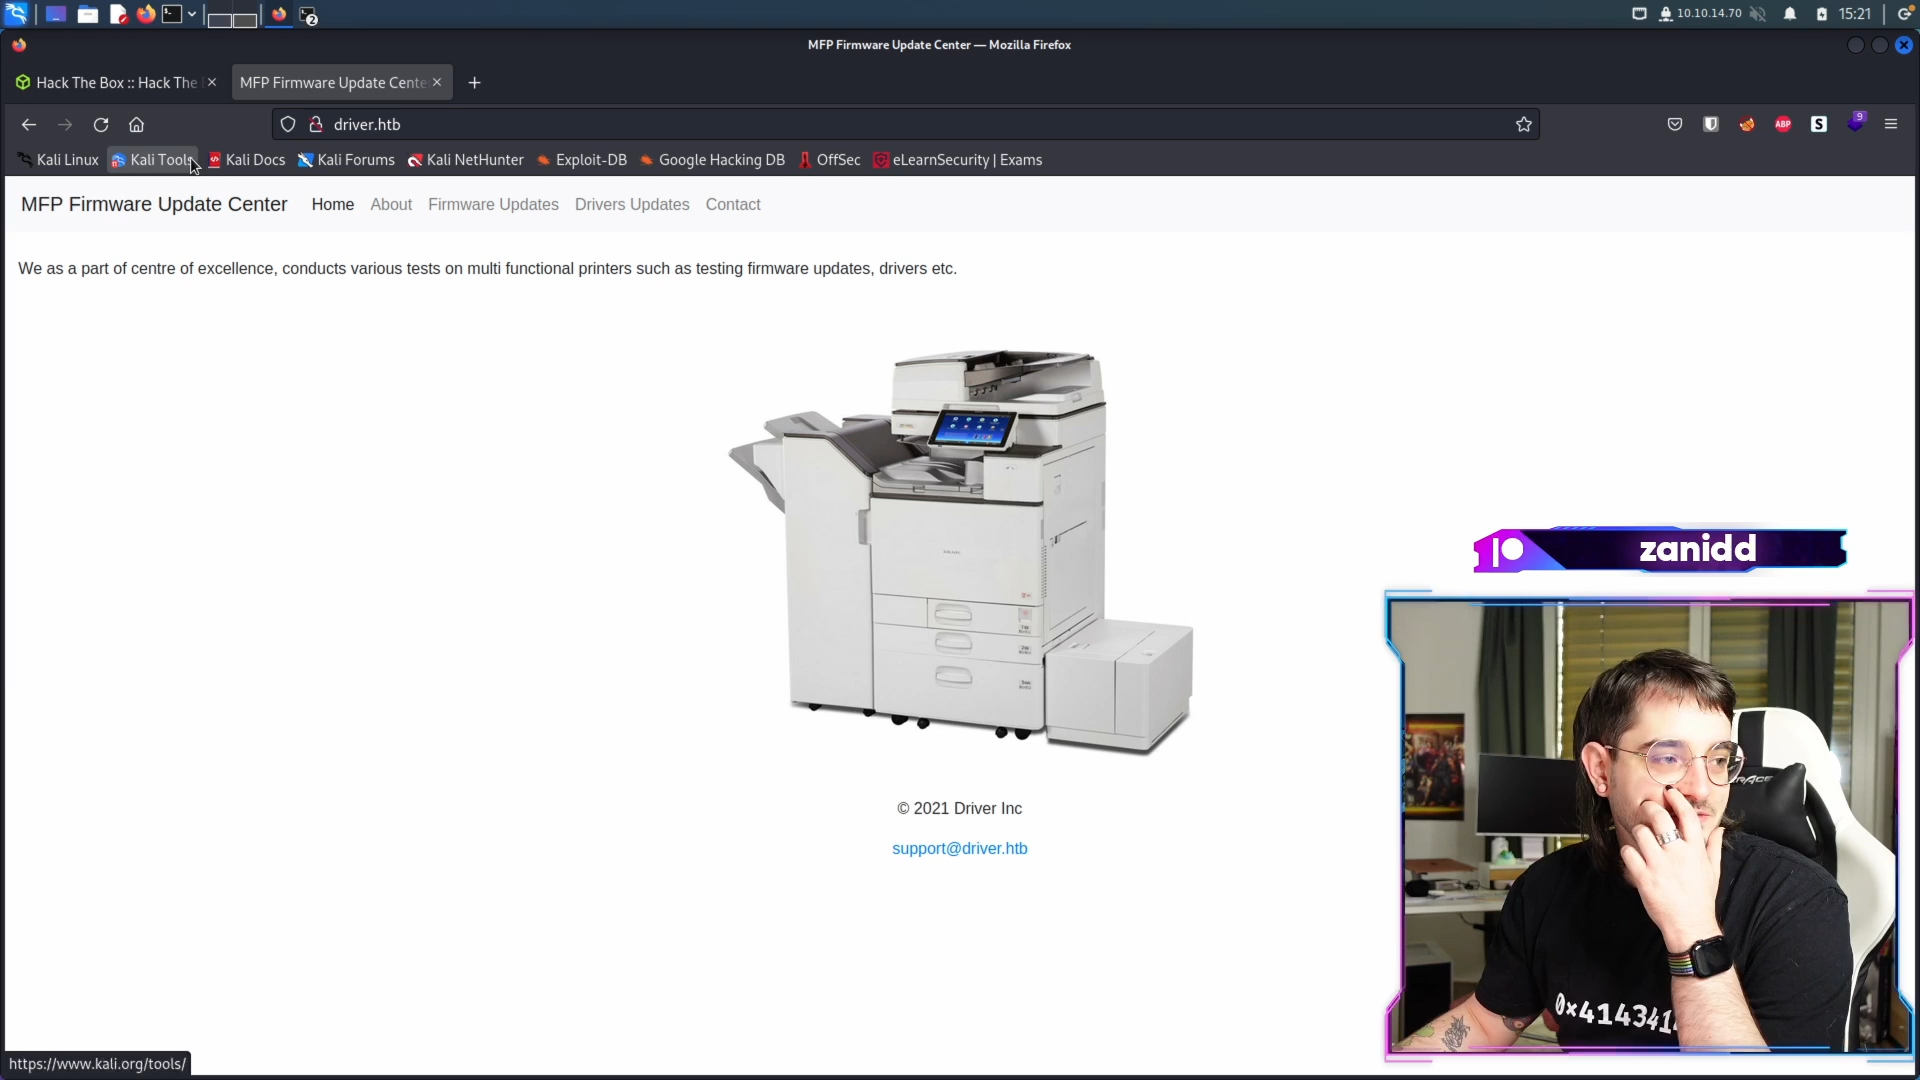 10.10.14.70
15:21
2
MFP Firmware Update Center — Mozilla Firefox
Hack The Box :: Hack The
MFP Firmware Update Cente
driver.htb
ABP
S
9
Kali Linux
Kali Tools
Kali Docs
Kali Forums
Kali NetHunter
Exploit-DB
Google Hacking DB
OffSec
eLearnSecurity | Exams
MFP Firmware Update Center
Home
About
Firmware Updates
Drivers Updates
Contact
We as a part of centre of excellence, conducts various tests on multi functional printers such as testing firmware updates, drivers etc.
zanidd
© 2021 Driver Inc
support@driver.htb
0x41434
https://www.kali.org/tools/